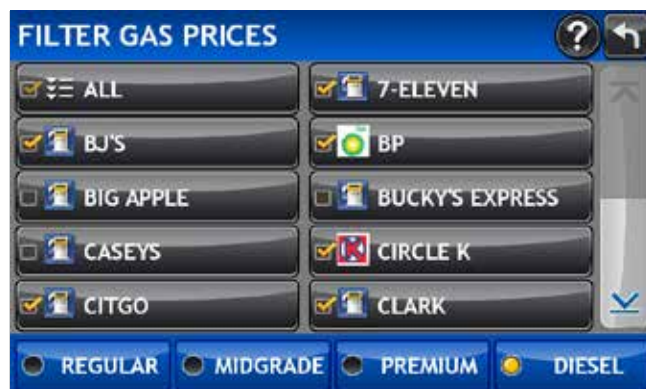 FILTER GAS PRICES ?
ALL 7-ELEVEN
BJ'S BP
BIG APPLE BUCKY'S EXPRESS
CASEYS CIRCLE K
CITGO CLARK
REGULAR MIDGRADE PREMIUM DIESEL